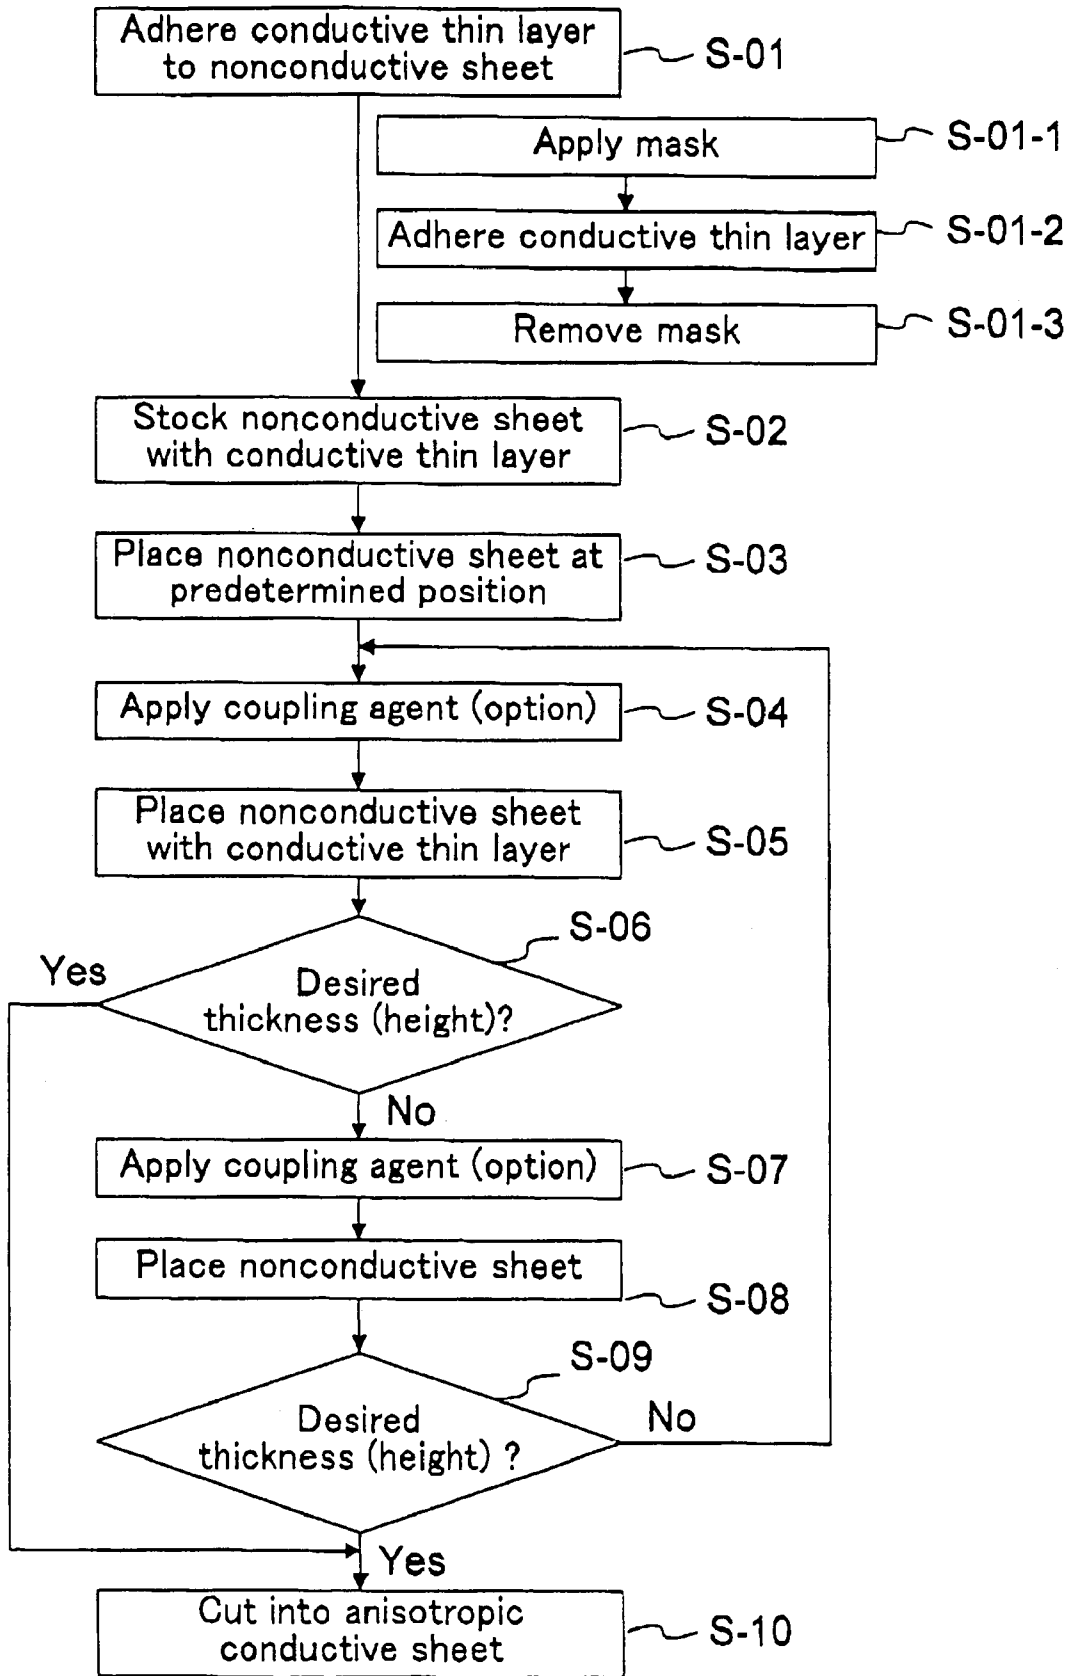 Adhere conductive thin layer
to nonconductive sheet
S-01
Apply mask
S-01-1
Adhere conductive thin layer
S-01-2
Remove mask
S-01-3
Stock nonconductive sheet
with conductive thin layer
S-02
Place nonconductive sheet at
predetermined position
S-03
Apply coupling agent (option)
S-04
Place nonconductive sheet
with conductive thin layer
S-05
S-06
Yes
Desired
thickness (height)?
No
Apply coupling agent (option)
S-07
Place nonconductive sheet
S-08
S-09
Desired
thickness (height) ?
No
Yes
Cut into anisotropic
conductive sheet
S-10